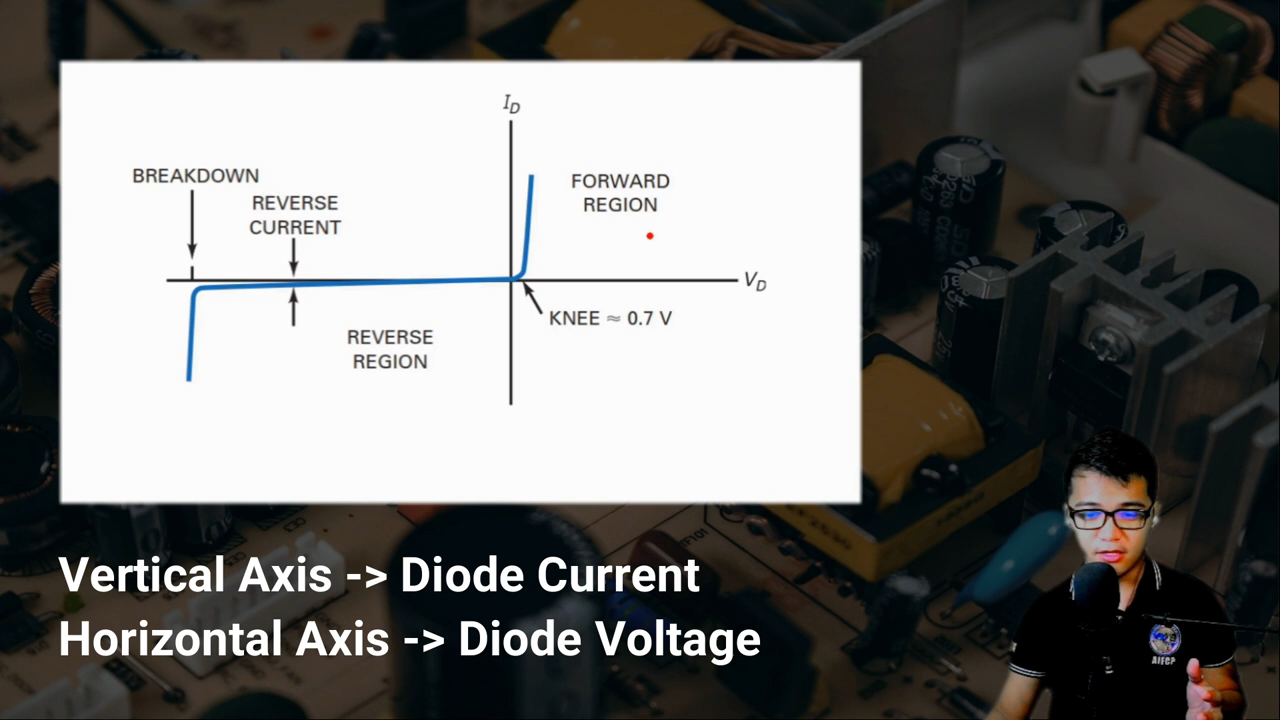 I_D
BREAKDOWN
REVERSE
CURRENT
FORWARD
REGION
V_D
KNEE ≈ 0.7 V
REVERSE
REGION
Vertical Axis -> Diode Current
Horizontal Axis -> Diode Voltage
AIECP